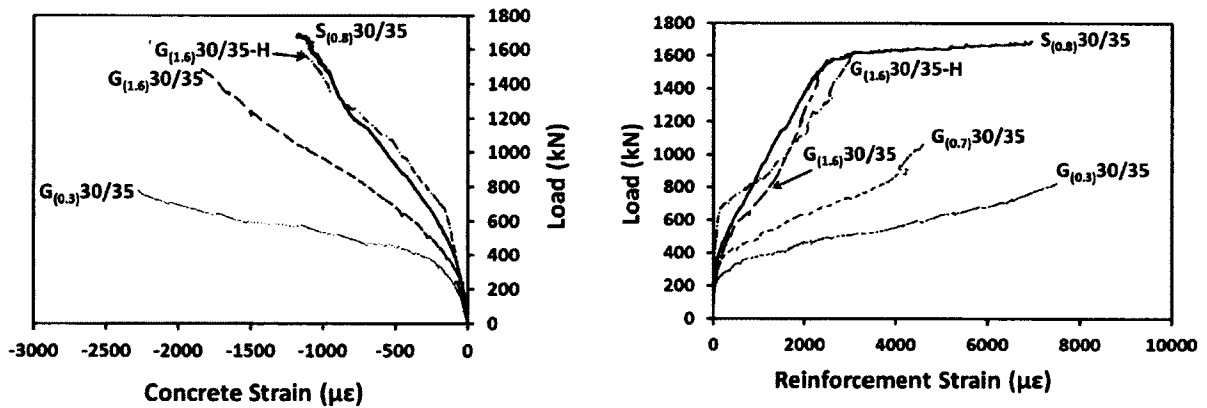 S(0.8)30/35
G(1.6)30/35-H
G(1.6)30/35
G(0.3)30/35
1800
1600
1400
1200
1000
800
600
400
200
0
Load (kN)
-3000 -2500 -2000 -1500 -1000 -500 0
Concrete Strain (με)
1800
1600
1400
1200
1000
800
600
400
200
0
Load (kN)
S(0.8)30/35
G(1.6)30/35-H
G(0.7)30/35
G(1.6)30/35
G(0.3)30/35
0 2000 4000 6000 8000 10000
Reinforcement Strain (με)